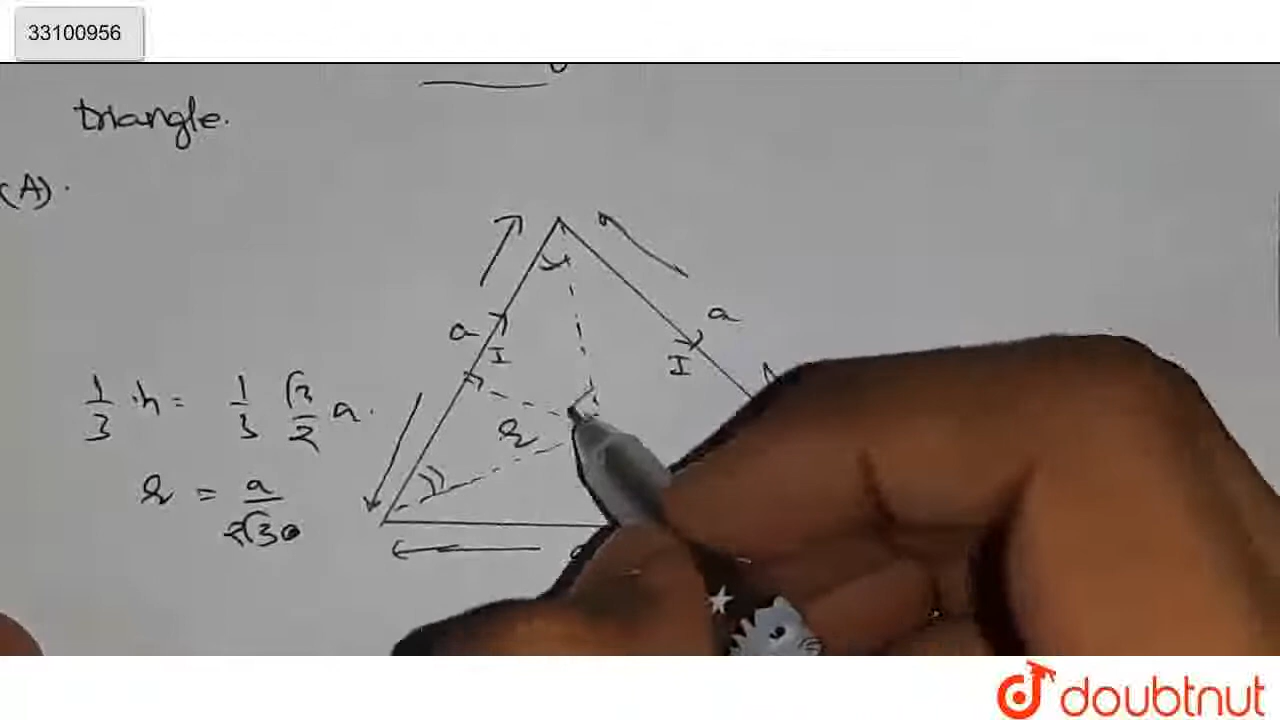 33100956
triangle.
(A).
a
a
I
I
1/3 .h = 1/3 √3/2 a.
r
r = a/2√3
doubtnut